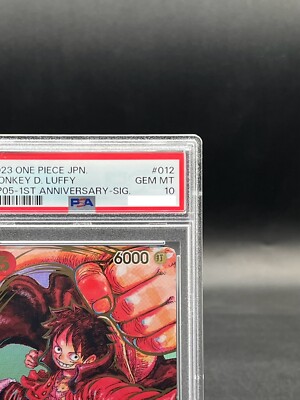 023 ONE PIECE JPN. #012
ONKEY D. LUFFY GEM MT
P05-1ST ANNIVERSARY-SIG. 10
PSA
6000